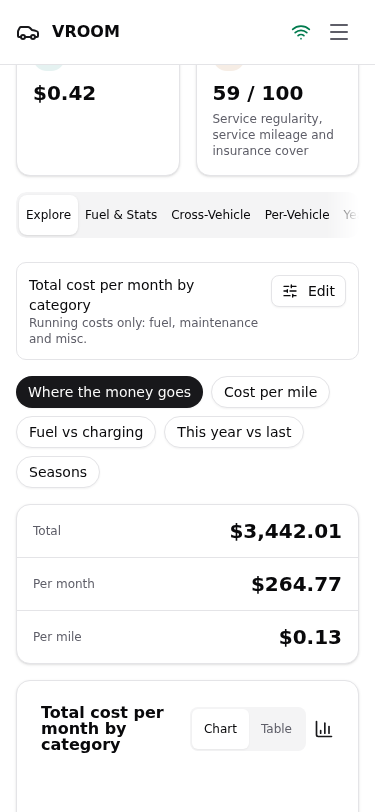 VROOM
$0.42
59 / 100
Service regularity,
service mileage and
insurance cover
Explore Fuel & Stats Cross-Vehicle Per-Vehicle Ye
Total cost per month by
category
Running costs only: fuel, maintenance
and misc.
Edit
Where the money goes Cost per mile
Fuel vs charging This year vs last
Seasons
Total $3,442.01
Per month $264.77
Per mile $0.13
Total cost per
month by
category
Chart Table